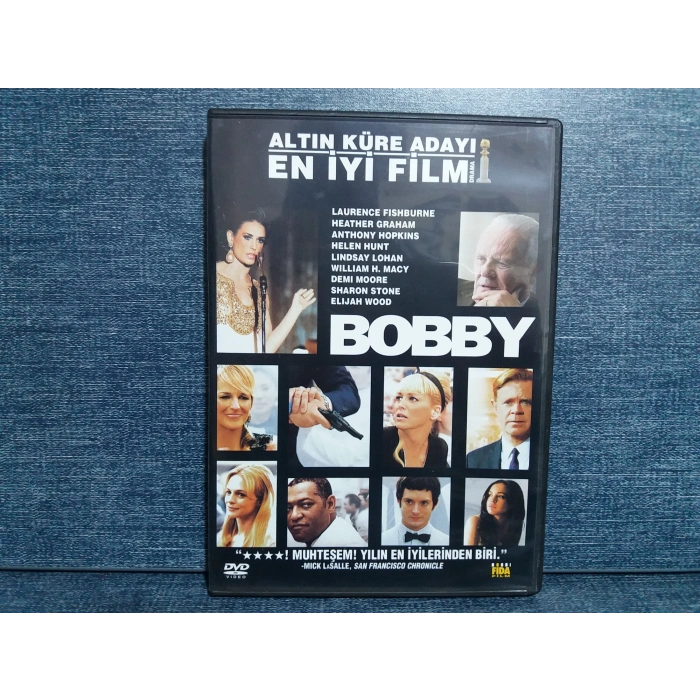 ALTIN KÜRE ADAYI
EN İYİ FİLM
DRAMA
LAURENCE FISHBURNE
HEATHER GRAHAM
ANTHONY HOPKINS
HELEN HUNT
LINDSAY LOHAN
WILLIAM H. MACY
DEMI MOORE
SHARON STONE
ELIJAH WOOD
BOBBY
"★★★★! MUHTEŞEM! YILIN EN İYİLERİNDEN BİRİ."
-MICK LaSALLE, SAN FRANCISCO CHRONICLE
DVD
VIDEO
FIDA
FILM